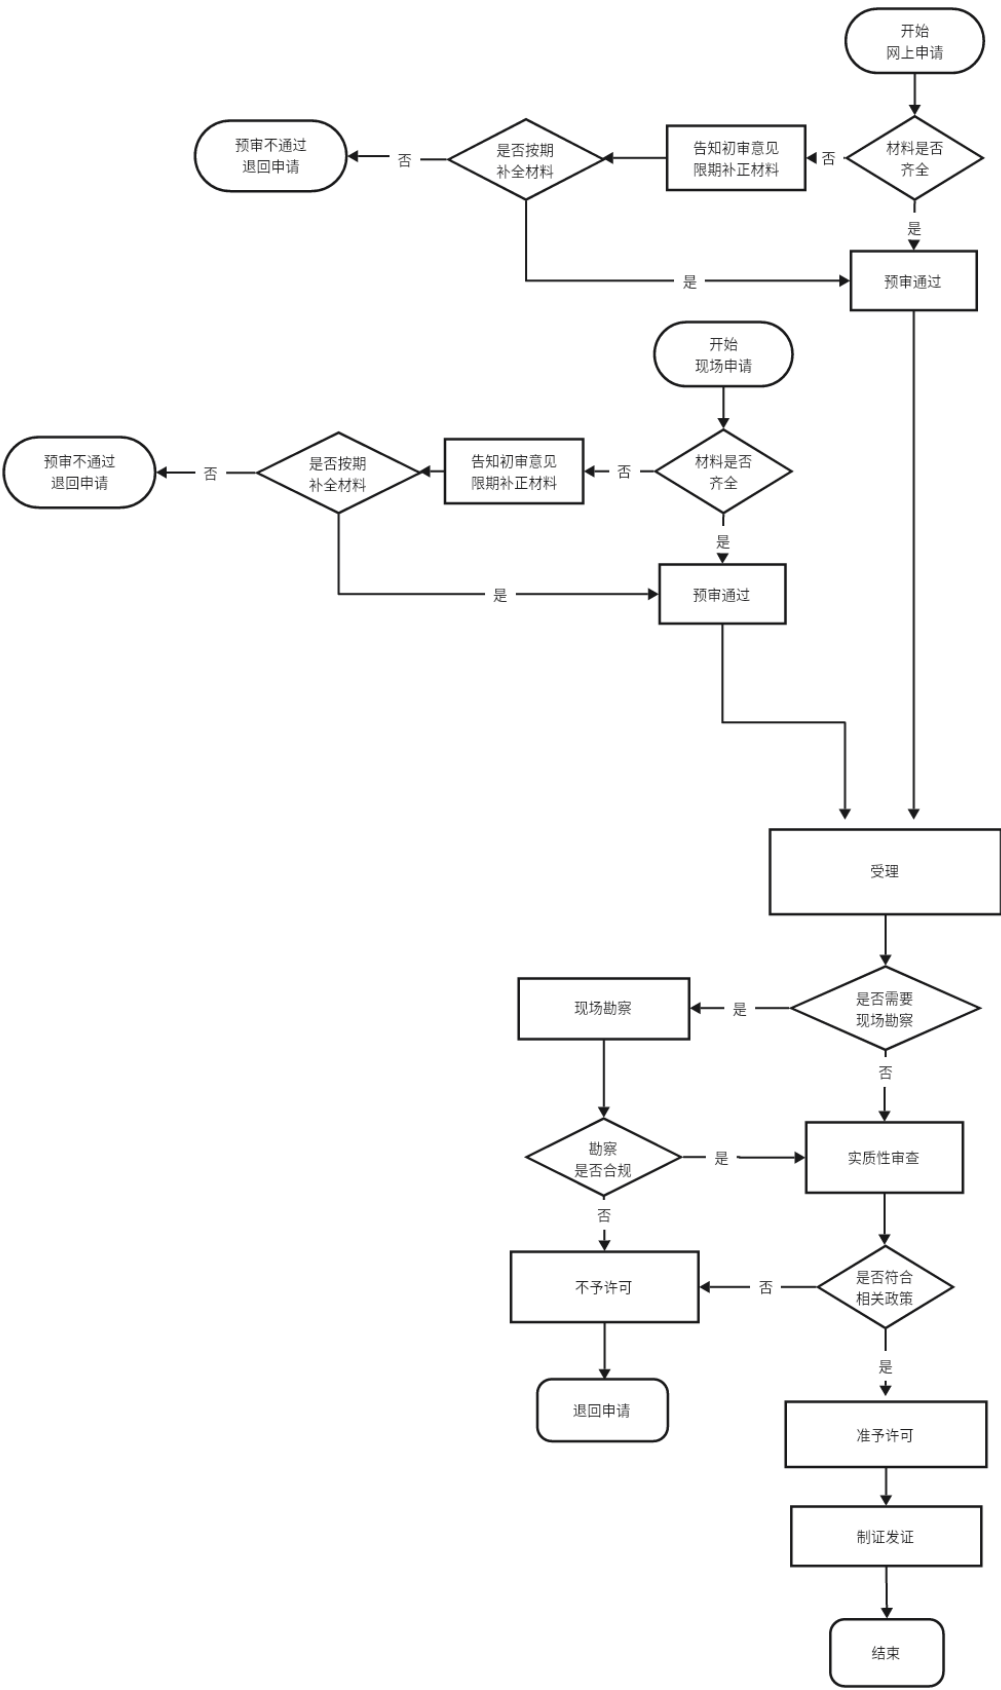 开始
网上申请
材料是否
齐全
否
告知初审意见
限期补正材料
是否按期
补全材料
否
预审不通过
退回申请
是
是
预审通过
开始
现场申请
材料是否
齐全
否
告知初审意见
限期补正材料
是否按期
补全材料
否
预审不通过
退回申请
是
是
预审通过
受理
是否需要
现场勘察
是
现场勘察
否
勘察
是否合规
是
实质性审查
否
是否符合
相关政策
否
不予许可
退回申请
是
准予许可
制证发证
结束